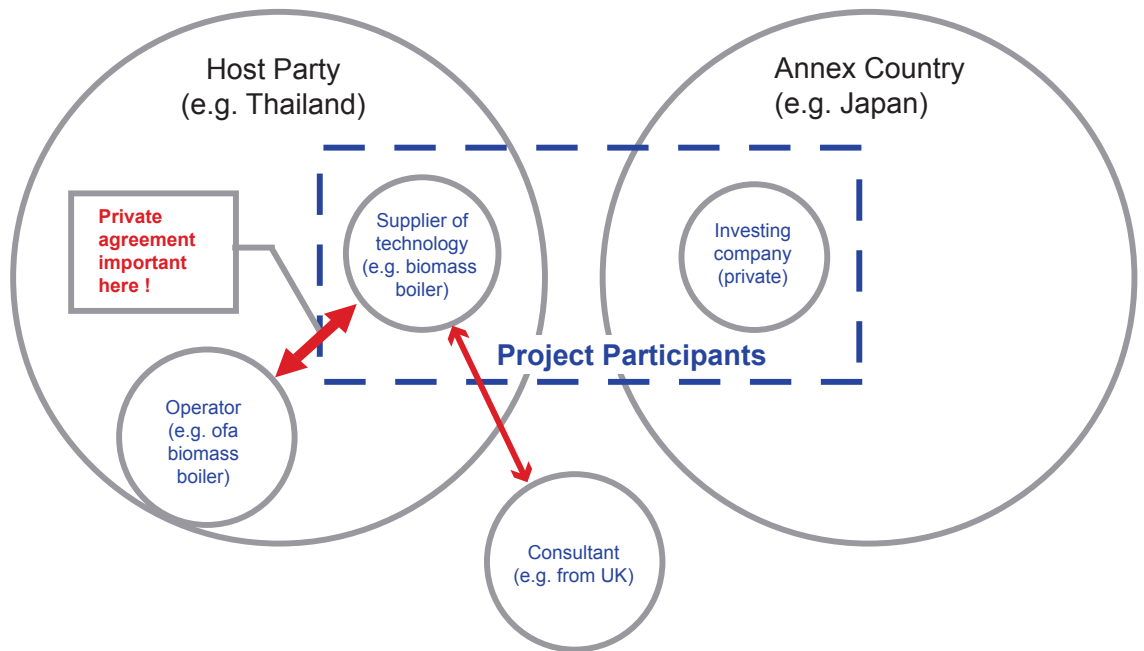 Host Party
(e.g. Thailand)
Annex Country
(e.g. Japan)
Private
agreement
important
here !
Supplier of
technology
(e.g. biomass
boiler)
Investing
company
(private)
Project Participants
Operator
(e.g. ofa
biomass
boiler)
Consultant
(e.g. from UK)